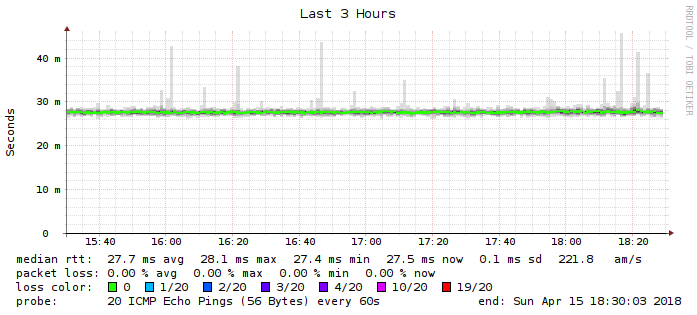 Last 3 Hours
RRDTOOL / TOBI OETIKER
Seconds
40 m
30 m
20 m
10 m
0
15:40 16:00 16:20 16:40 17:00 17:20 17:40 18:00 18:20
median rtt: 27.7 ms avg 28.1 ms max 27.4 ms min 27.5 ms now 0.1 ms sd 221.8 am/s
packet loss: 0.00 % avg 0.00 % max 0.00 % min 0.00 % now
loss color: 0 1/20 2/20 3/20 4/20 10/20 19/20
probe: 20 ICMP Echo Pings (56 Bytes) every 60s end: Sun Apr 15 18:30:03 2018